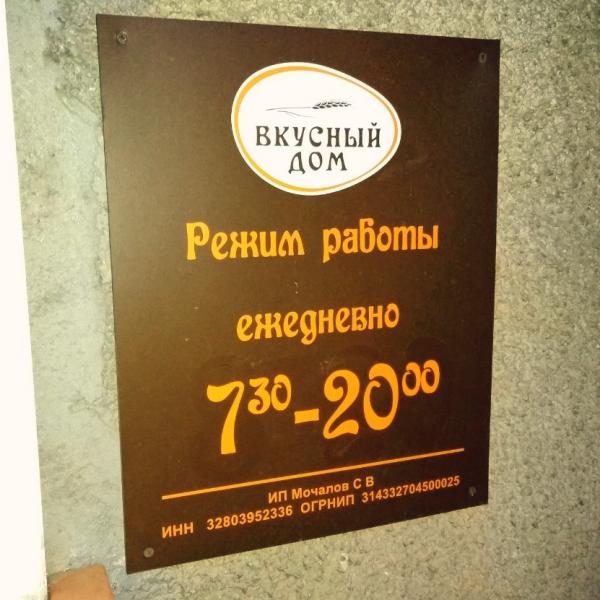 ВКУСНЫЙ
ДОМ
Режим работы
ежедневно
7³⁰-20⁰⁰
ИП Мочалов С В
ИНН 32803952336 ОГРНИП 314332704500025